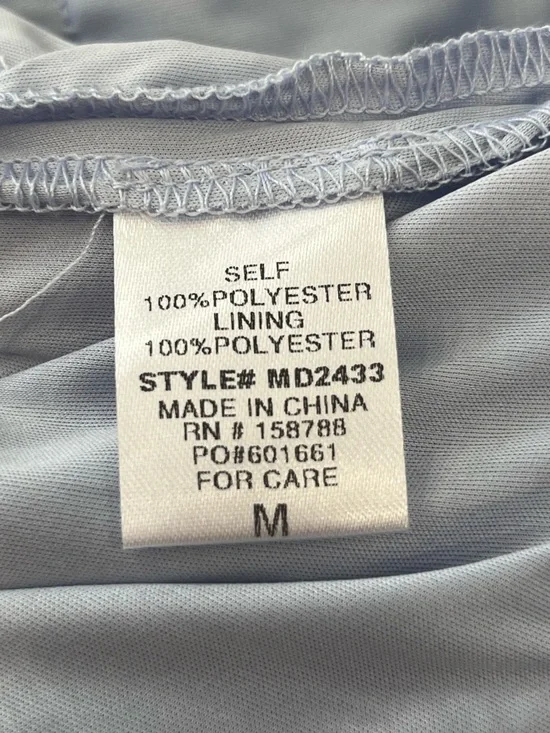 SELF
100%POLYESTER
LINING
100%POLYESTER
STYLE# MD2433
MADE IN CHINA
RN # 158788
PO#601661
FOR CARE
M